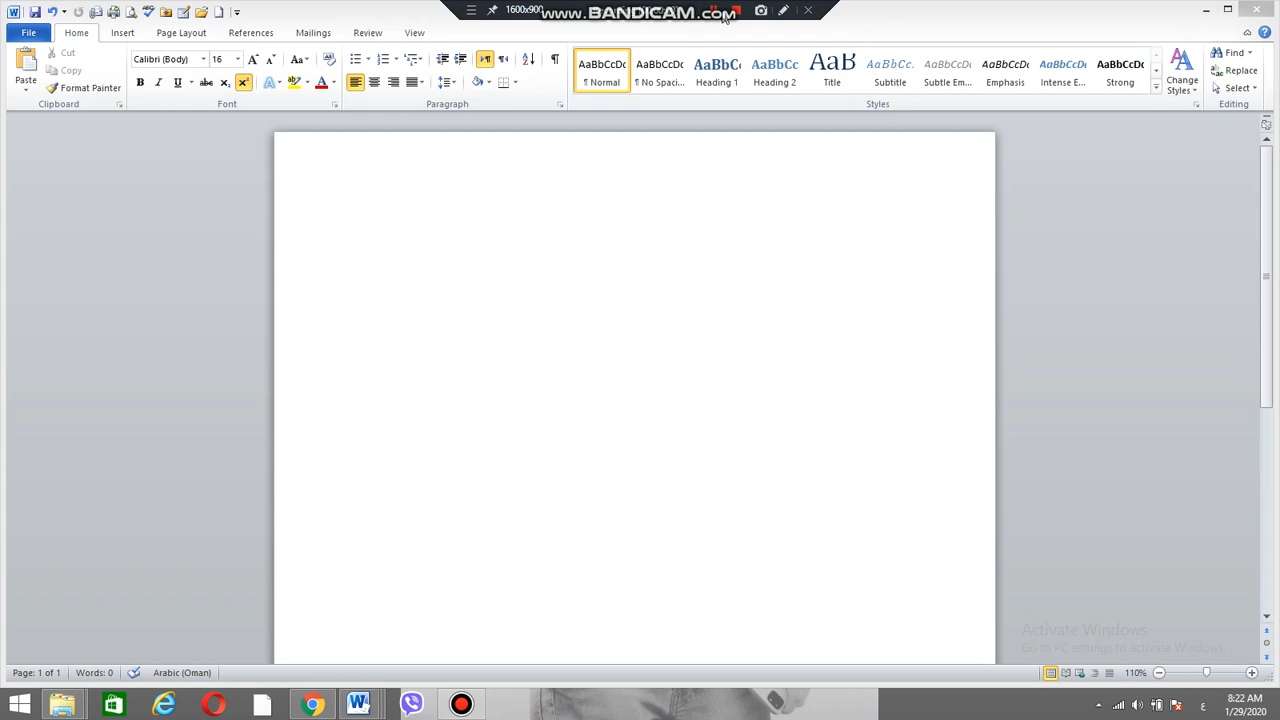 1600x900
www.BANDICAM.com
File Home Insert Page Layout References Mailings Review View
Paste
Cut
Copy
Format Painter
Clipboard
Calibri (Body) 16
Font
Paragraph
AaBbCcDc AaBbCcDc AaBbC AaBbCc AaB AaBbCc. AaBbCcDc AaBbCcDc AaBbCcDc AaBbCcDc
¶ Normal ¶ No Spaci... Heading 1 Heading 2 Title Subtitle Subtle Em... Emphasis Intense E... Strong
Styles
Change Styles
Find
Replace
Select
Editing
Activate Windows
Go to PC settings to activate Windows.
Page: 1 of 1 Words: 0 Arabic (Oman) 110%
ع 8:22 AM
1/29/2020